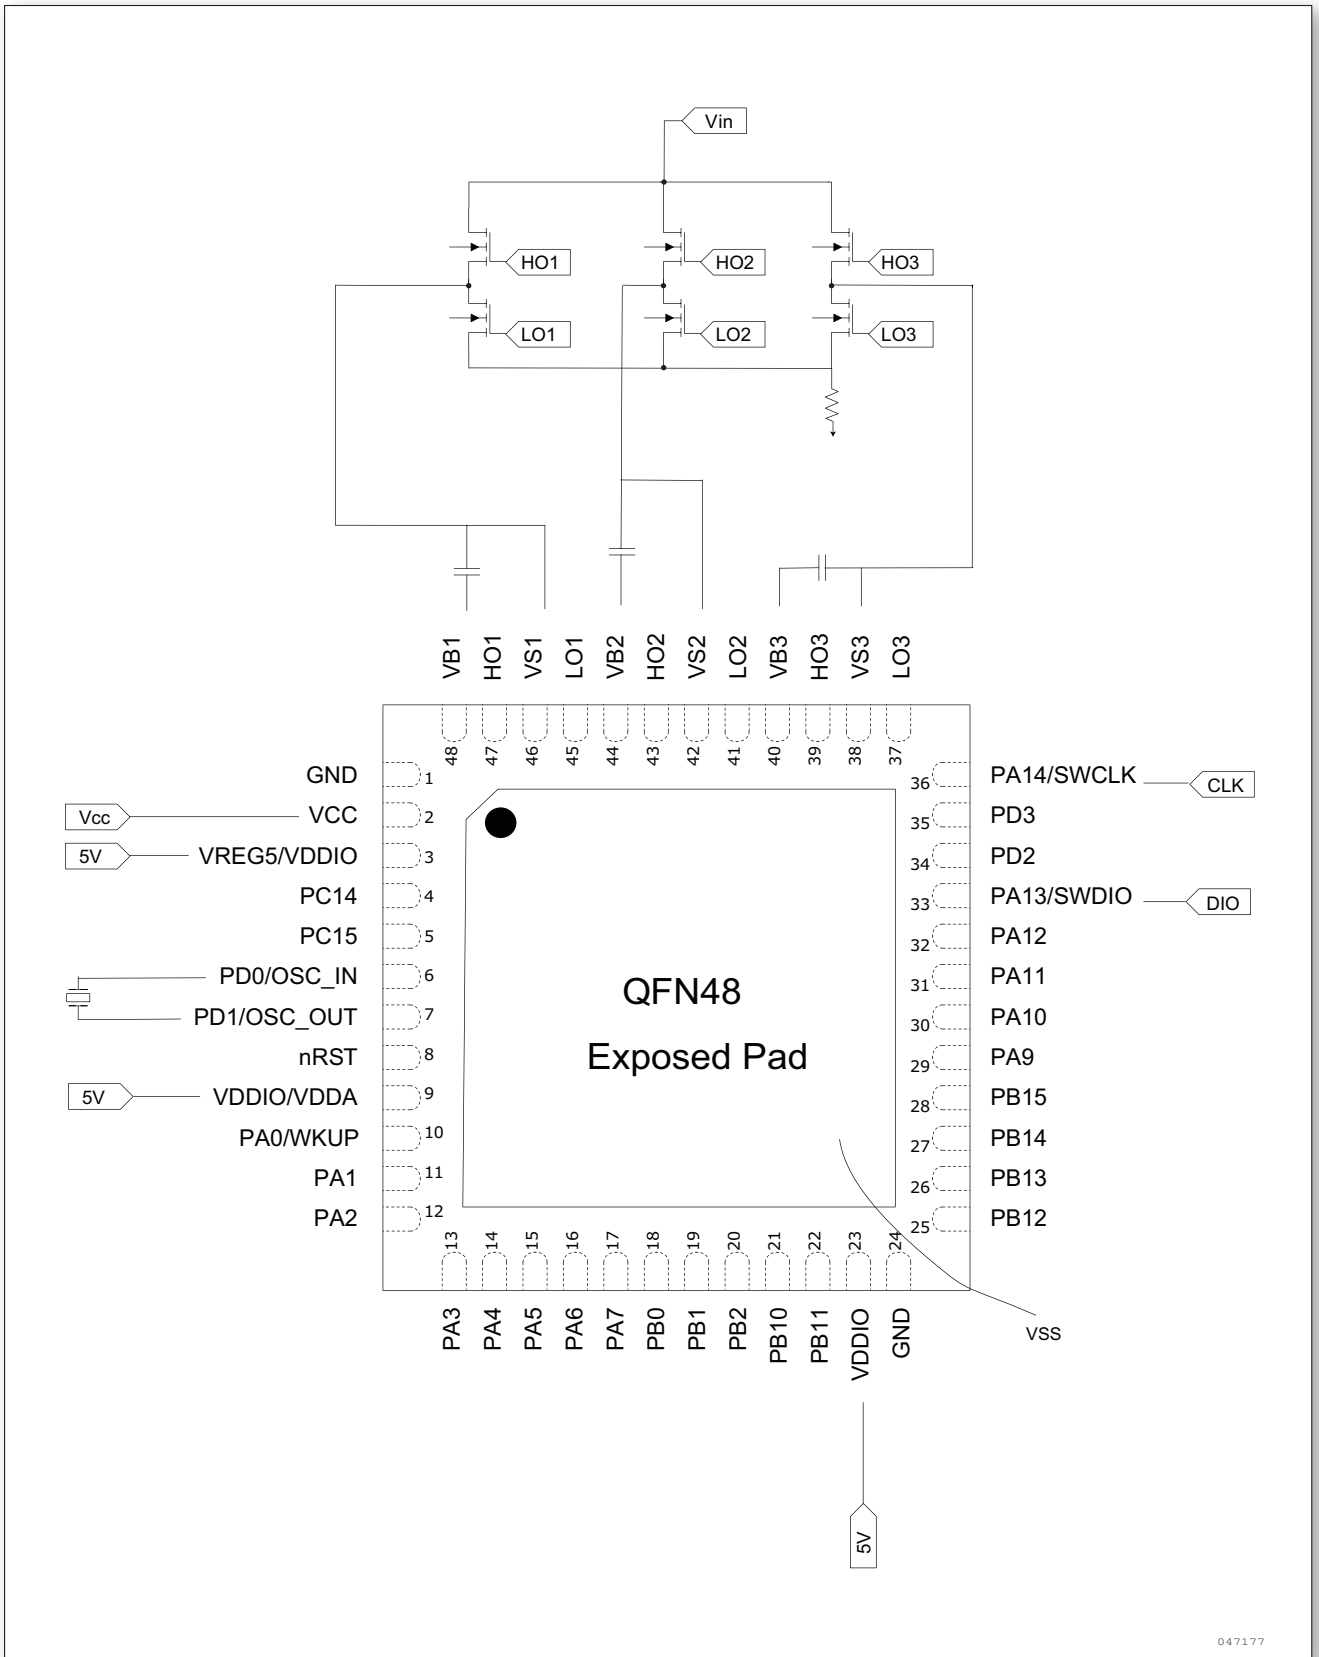 Vin
HO1
HO2
HO3
LO1
LO2
LO3
VB1
HO1
VS1
LO1
VB2
HO2
VS2
LO2
VB3
HO3
VS3
LO3
48
47
46
45
44
43
42
41
40
39
38
37
GND 1
Vcc VCC 2
5V VREG5/VDDIO 3
PC14 4
PC15 5
PD0/OSC_IN 6
PD1/OSC_OUT 7
nRST 8
5V VDDIO/VDDA 9
PA0/WKUP 10
PA1 11
PA2 12
36 PA14/SWCLK CLK
35 PD3
34 PD2
33 PA13/SWDIO DIO
32 PA12
31 PA11
30 PA10
29 PA9
28 PB15
27 PB14
26 PB13
25 PB12
QFN48
Exposed Pad
13
14
15
16
17
18
19
20
21
22
23
24
PA3
PA4
PA5
PA6
PA7
PB0
PB1
PB2
PB10
PB11
VDDIO
GND
VSS
5V
047177